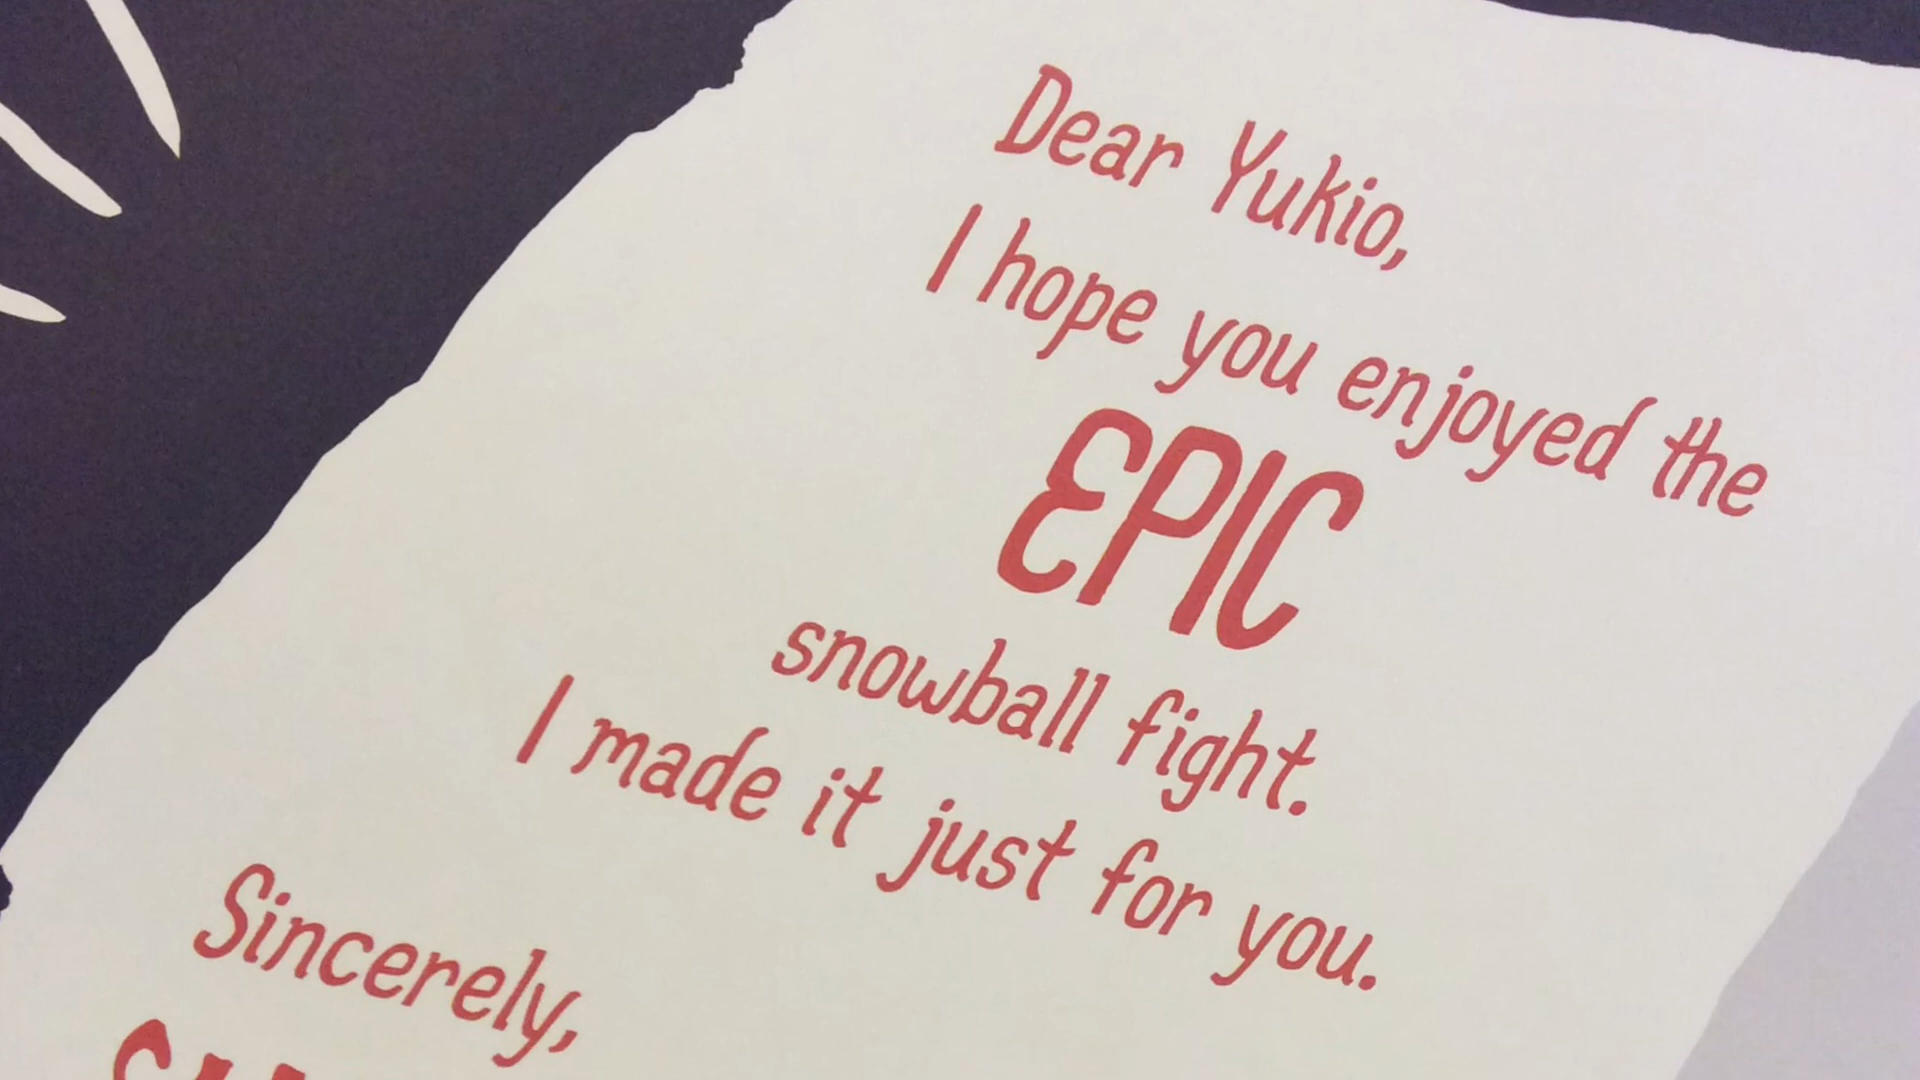 Dear Yukio,
I hope you enjoyed the
EPIC
snowball fight.
I made it just for you.
Sincerely,